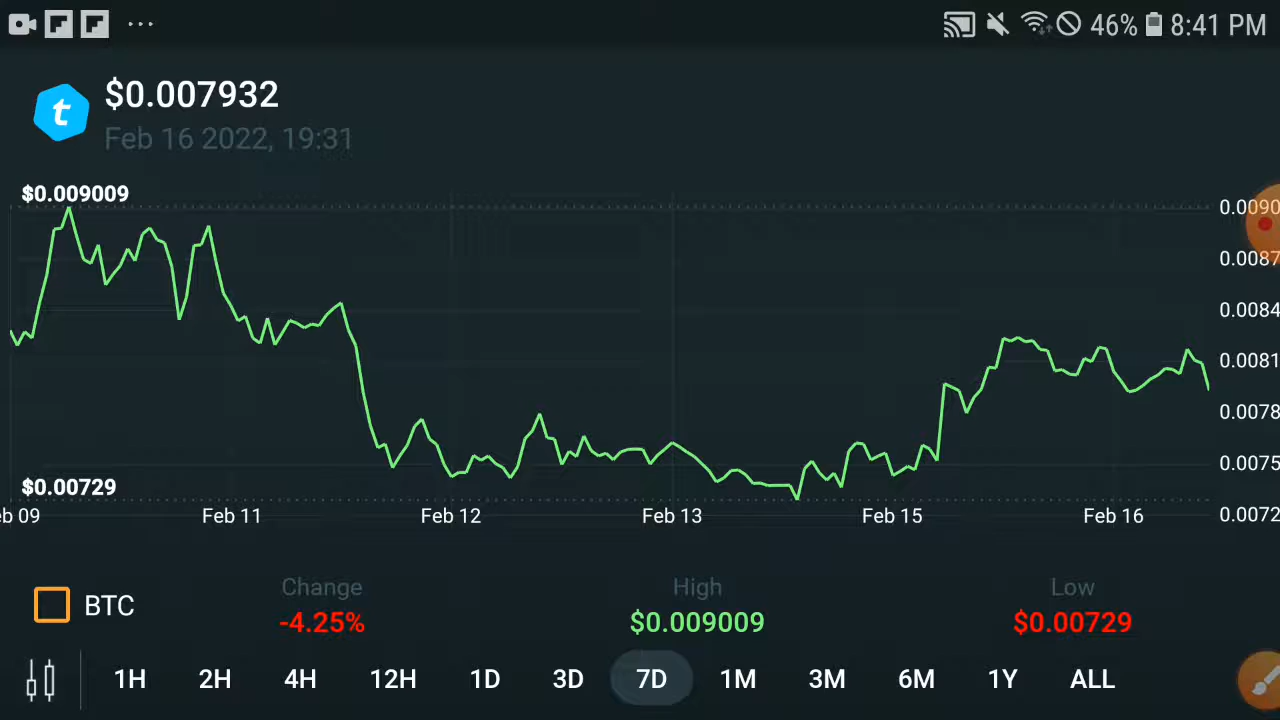 46% 8:41 PM
t
$0.007932
Feb 16 2022, 19:31
$0.009009
0.0090
0.0087
0.0084
0.0081
0.0078
0.0075
0.0072
$0.00729
eb 09 Feb 11 Feb 12 Feb 13 Feb 15 Feb 16
BTC
Change High Low
-4.25% $0.009009 $0.00729
1H 2H 4H 12H 1D 3D 7D 1M 3M 6M 1Y ALL